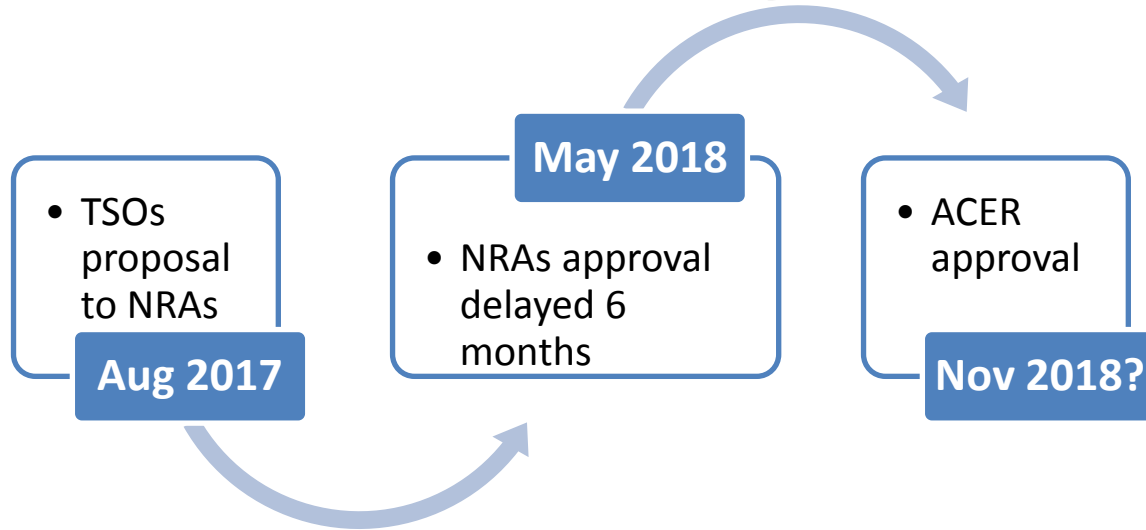 • TSOs
proposal
to NRAs
Aug 2017
May 2018
• NRAs approval
delayed 6
months
• ACER
approval
Nov 2018?